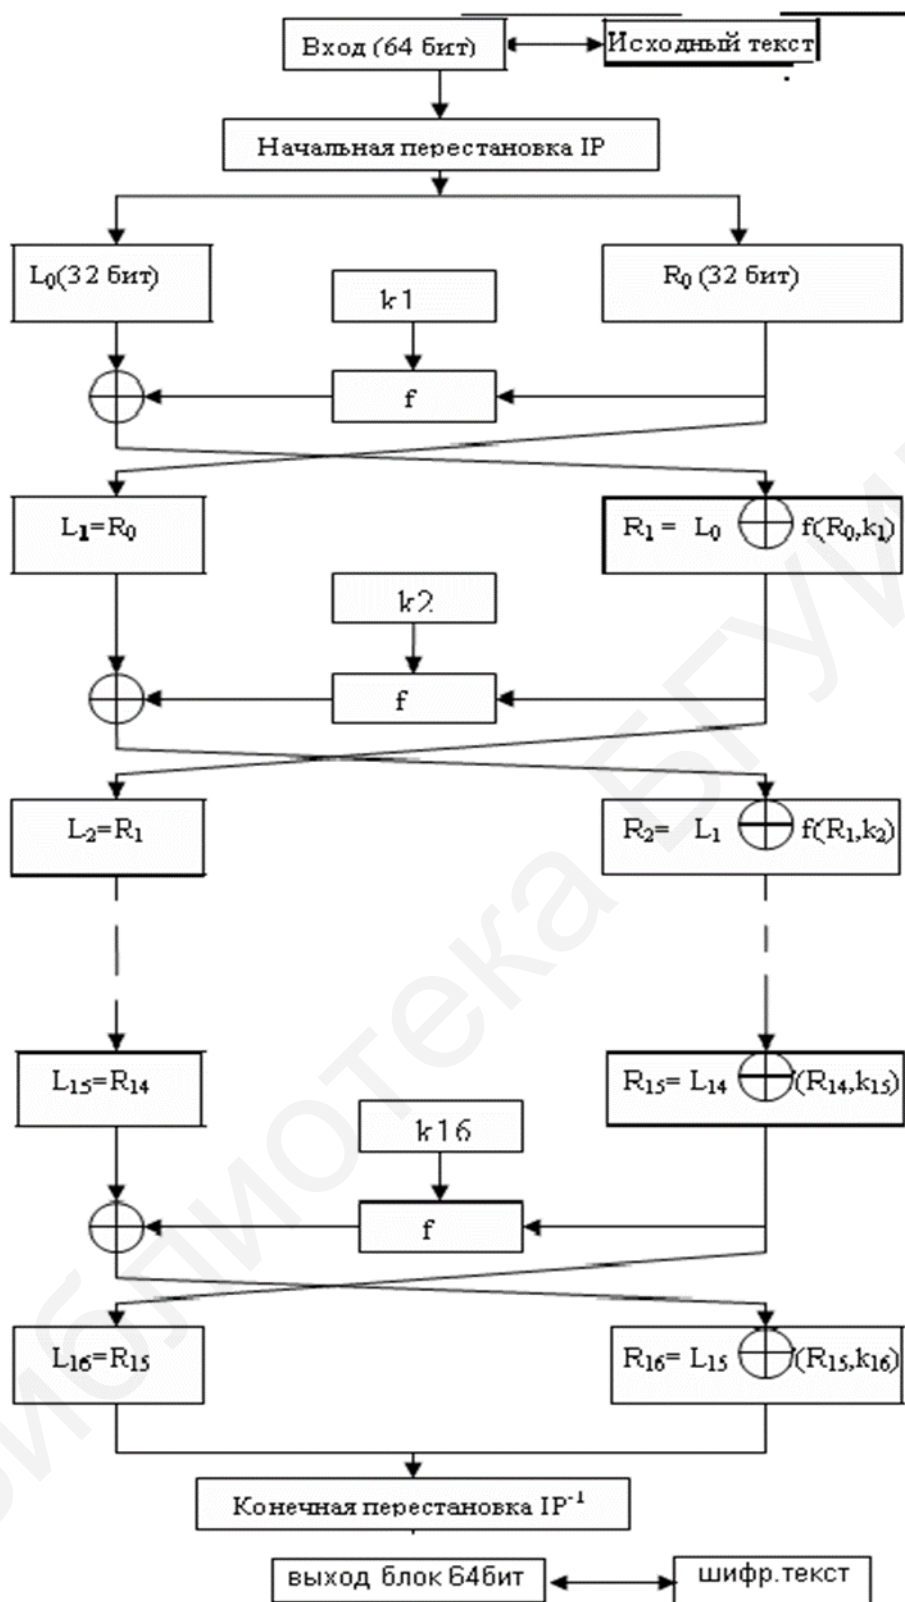 Вход (64 бит)
Исходный текст
Начальная перестановка IP
L₀(32 бит)
R₀ (32 бит)
k1
f
L₁=R₀
R₁ = L₀ ⊕ f(R₀,k₁)
k2
f
L₂=R₁
R₂= L₁ ⊕ f(R₁,k₂)
L₁₅=R₁₄
R₁₅= L₁₄ ⊕ (R₁₄,k₁₅)
k16
f
L₁₆=R₁₅
R₁₆= L₁₅ ⊕ (R₁₅,k₁₆)
Конечная перестановка IP⁻¹
выход блок 64бит
шифр.текст
Библиотека БГУИ